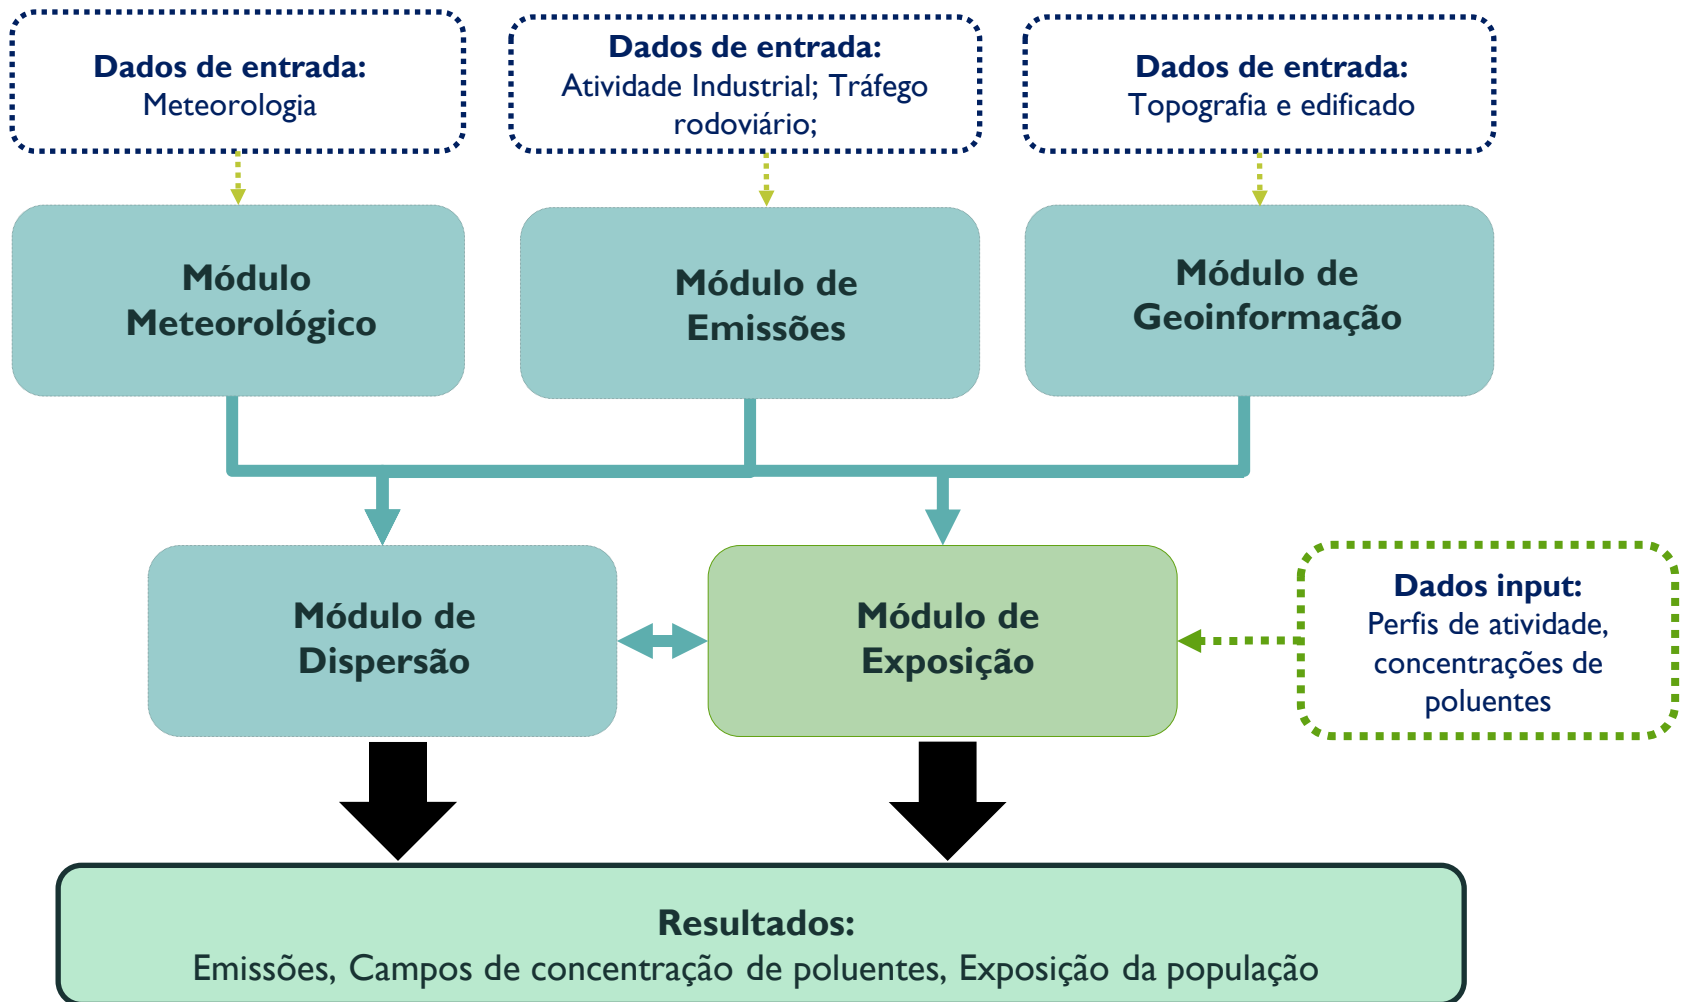 Dados de entrada:
Meteorologia
Dados de entrada:
Atividade Industrial; Tráfego
rodoviário;
Dados de entrada:
Topografia e edificado
Módulo
Meteorológico
Módulo de
Emissões
Módulo de
Geoinformação
Módulo de
Dispersão
Módulo de
Exposição
Dados input:
Perfis de atividade,
concentrações de
poluentes
Resultados:
Emissões, Campos de concentração de poluentes, Exposição da população